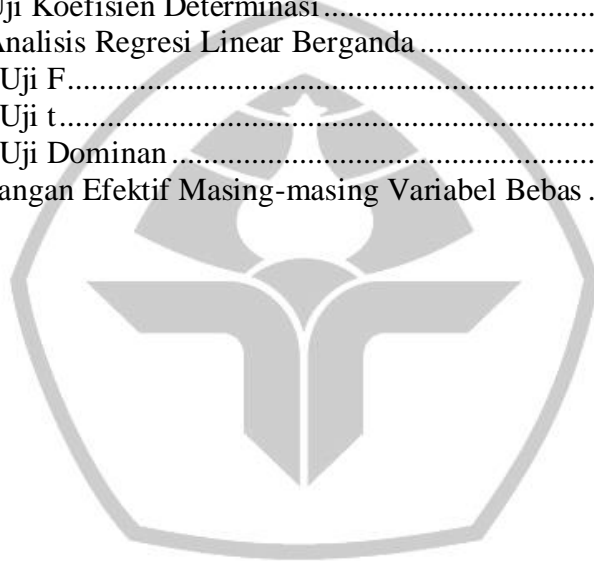 Uji Koefisien Determinasi..............................................
Analisis Regresi Linear Berganda..............................
Uji F....................................................................................
Uji t.....................................................................................
Uji Dominan......................................................................
angan Efektif Masing-masing Variabel Bebas .